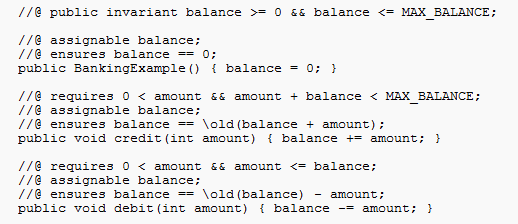 //@ public invariant balance >= 0 && balance <= MAX_BALANCE;
//@ assignable balance;
//@ ensures balance == 0;
public BankingExample() { balance = 0; }
//@ requires 0 < amount && amount + balance < MAX_BALANCE;
//@ assignable balance;
//@ ensures balance == \old(balance + amount);
public void credit(int amount) { balance += amount; }
//@ requires 0 < amount && amount <= balance;
//@ assignable balance;
//@ ensures balance == \old(balance) - amount;
public void debit(int amount) { balance -= amount; }